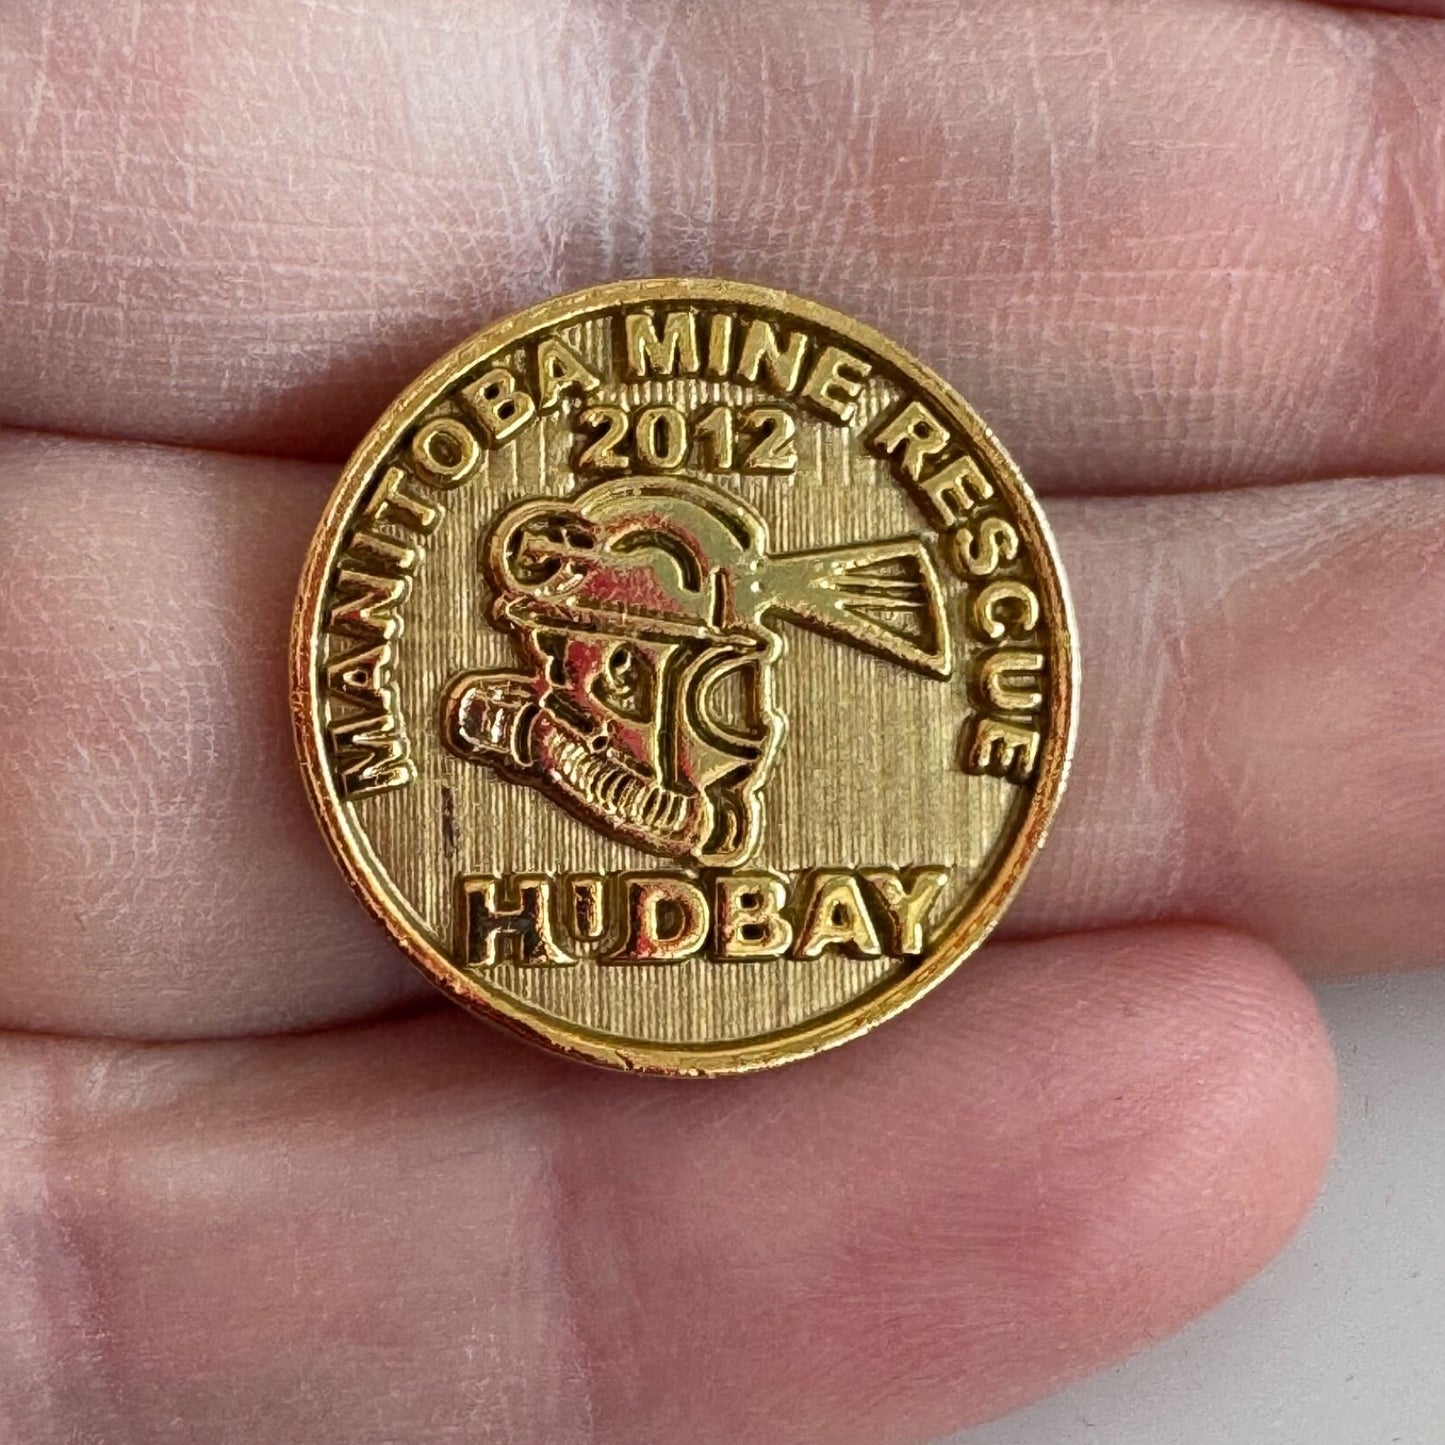 MANITOBA MINE RESCUE
2012
HUDBAY